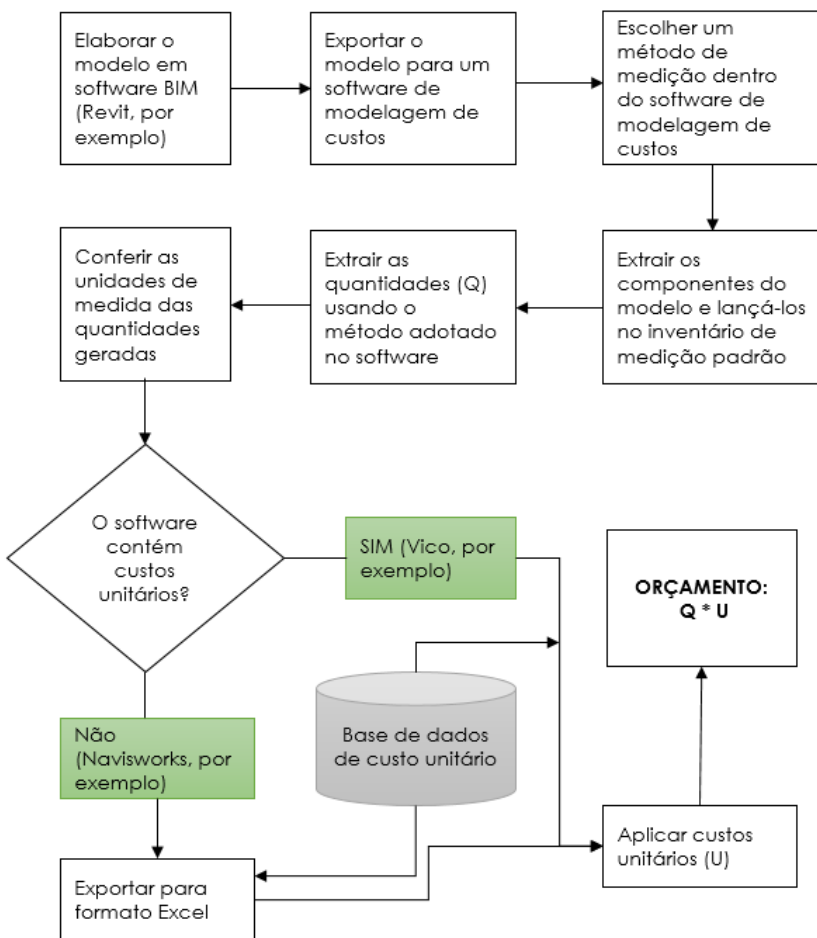 Elaborar o
modelo em
software BIM
(Revit, por
exemplo)
Exportar o
modelo para um
software de
modelagem de
custos
Escolher um
método de
medição dentro
do software de
modelagem de
custos
Extrair os
componentes do
modelo e lançá-los
no inventário de
medição padrão
Extrair as
quantidades (Q)
usando o
método adotado
no software
Conferir as
unidades de
medida das
quantidades
geradas
O software
contém
custos
unitários?
SIM (Vico, por
exemplo)
Não
(Navisworks, por
exemplo)
Base de dados
de custo unitário
Exportar para
formato Excel
Aplicar custos
unitários (U)
ORÇAMENTO:
Q * U